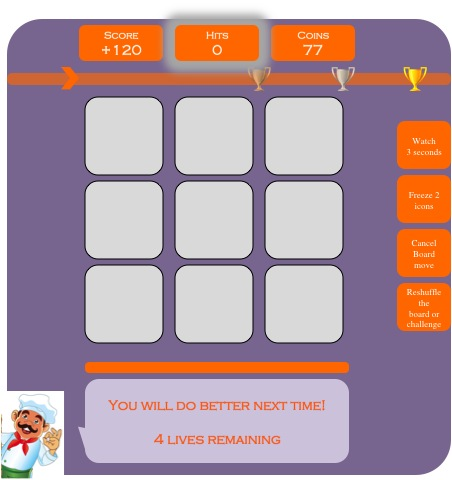 Score
+120
Hits
0
Coins
77
Watch
3 seconds
Freeze 2
icons
Cancel
Board
move
Reshuffle
the
board or
challenge
You will do better next time!
4 lives remaining